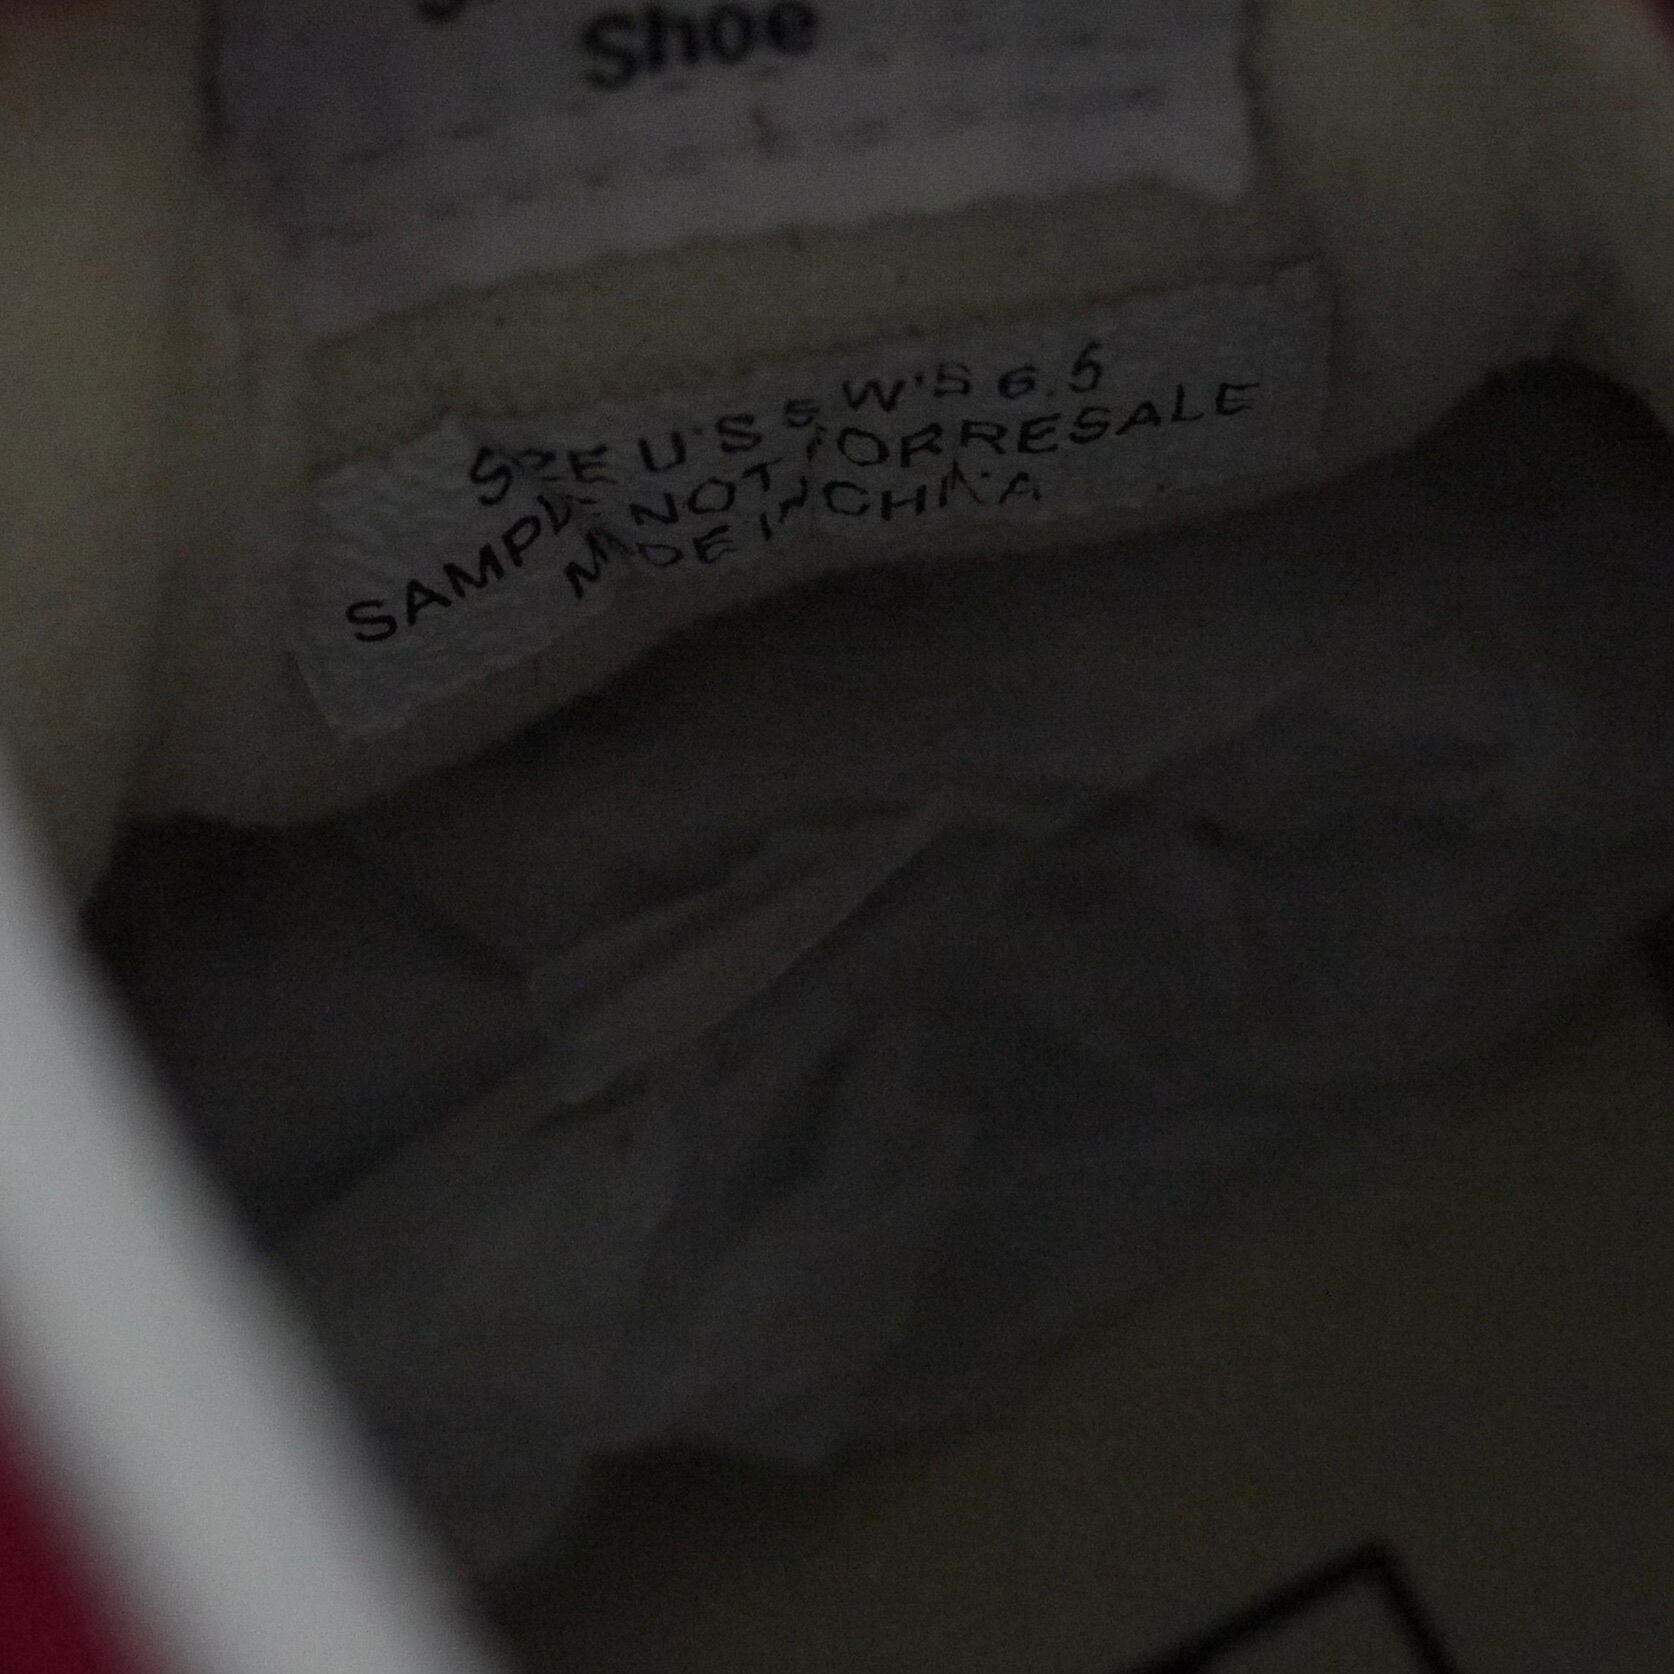 Shoe
SIZE U'S 5 W'S 6.5
SAMPLE NOT FOR RESALE
MADE IN CHINA